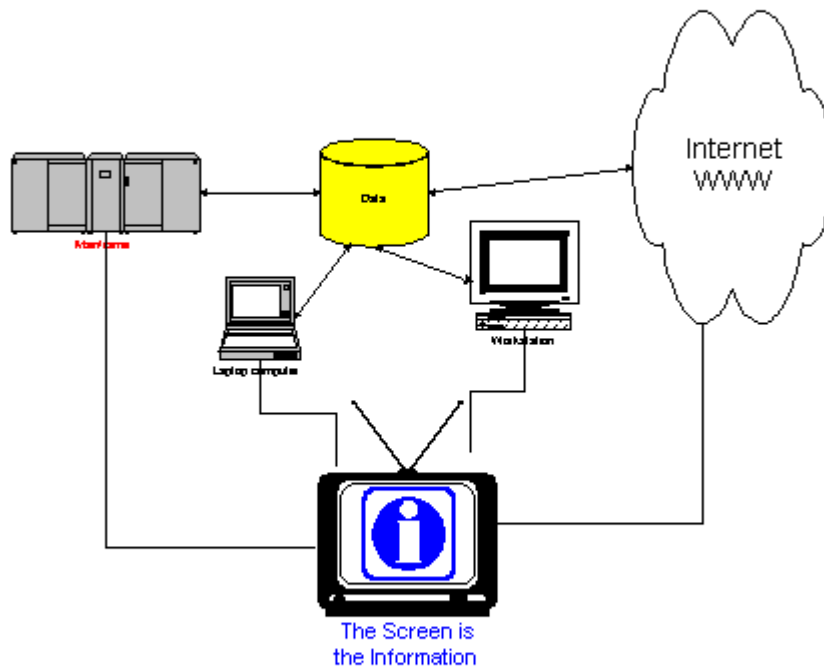 Internet
WWW
Data
Mainframe
Workstation
Laptop computer
The Screen is
the Information